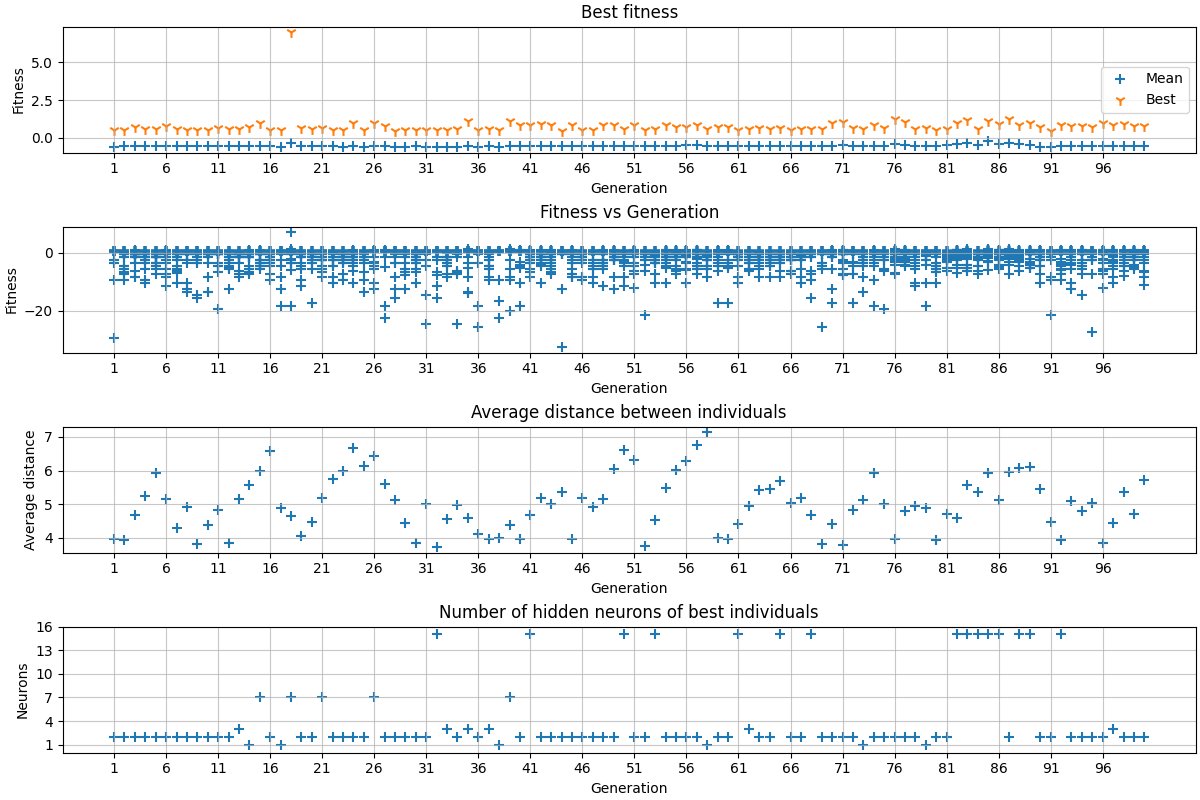 Best fitness
Fitness
5.0
2.5
0.0
Mean
Best
1 6 11 16 21 26 31 36 41 46 51 56 61 66 71 76 81 86 91 96
Generation
Fitness vs Generation
Fitness
0
−20
1 6 11 16 21 26 31 36 41 46 51 56 61 66 71 76 81 86 91 96
Generation
Average distance between individuals
Average distance
7
6
5
4
1 6 11 16 21 26 31 36 41 46 51 56 61 66 71 76 81 86 91 96
Generation
Number of hidden neurons of best individuals
Neurons
16
13
10
7
4
1
1 6 11 16 21 26 31 36 41 46 51 56 61 66 71 76 81 86 91 96
Generation